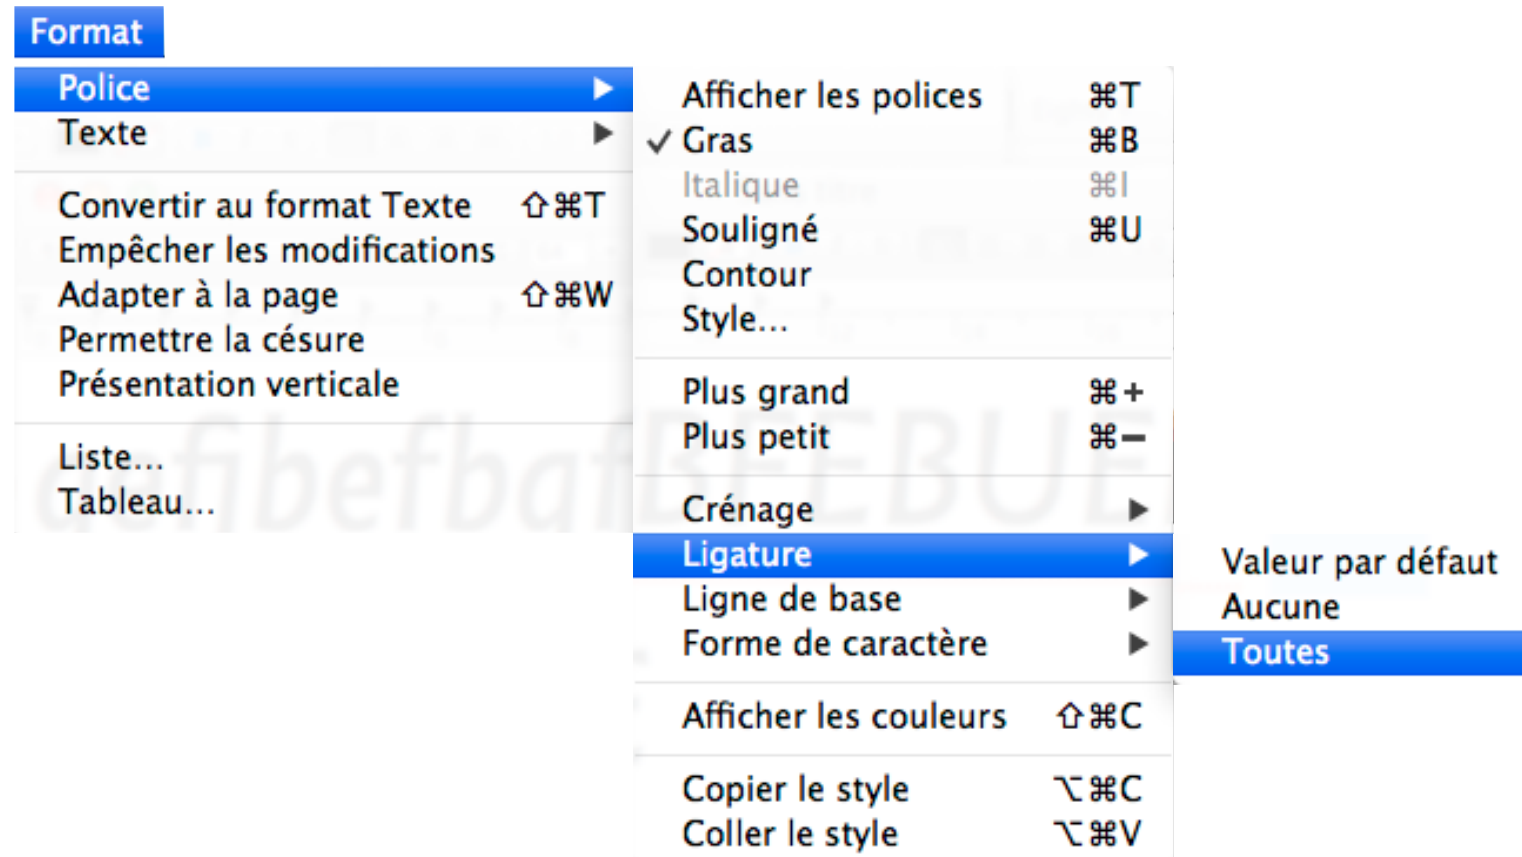 Format
Police ▶
Texte ▶
Convertir au format Texte ⇧⌘T
Empêcher les modifications
Adapter à la page ⇧⌘W
Permettre la césure
Présentation verticale
Liste...
Tableau...
Afficher les polices ⌘T
✓ Gras ⌘B
Italique ⌘I
Souligné ⌘U
Contour
Style...
Plus grand ⌘+
Plus petit ⌘−
Crénage ▶
Ligature ▶
Ligne de base ▶
Forme de caractère ▶
Afficher les couleurs ⇧⌘C
Copier le style ⌥⌘C
Coller le style ⌥⌘V
Valeur par défaut
Aucune
Toutes